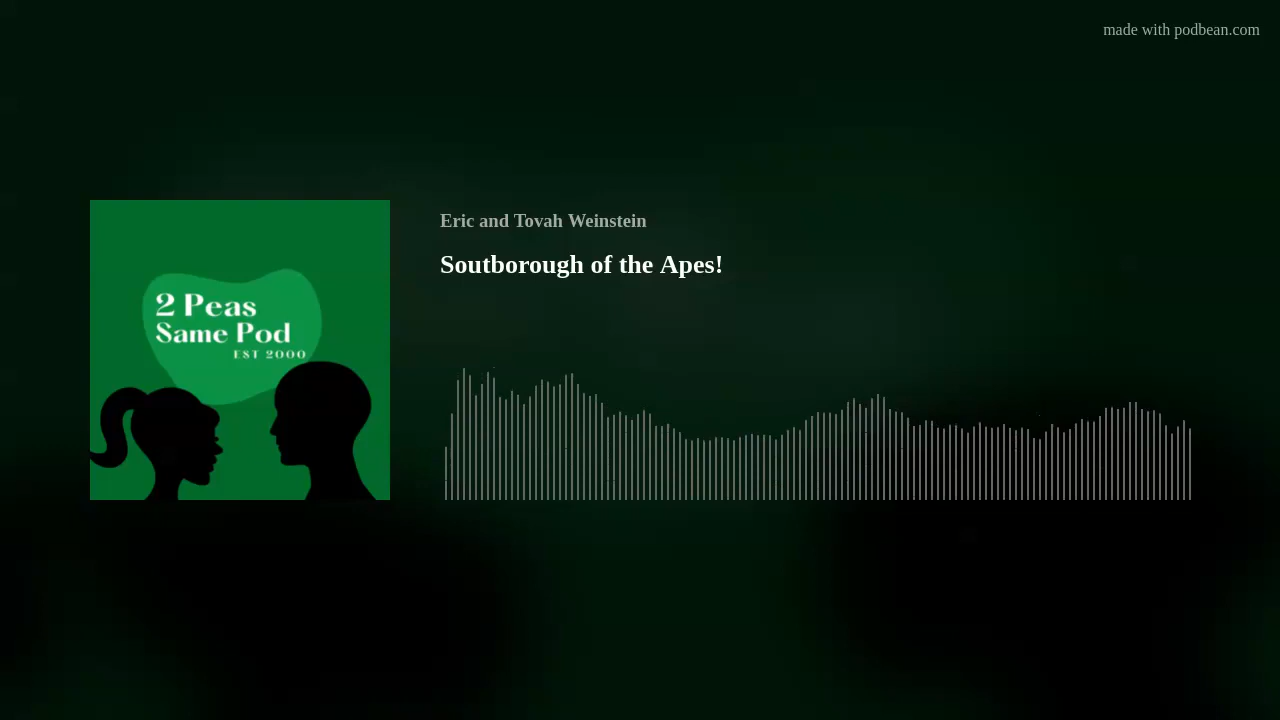 made with podbean.com
2 Peas
Same Pod
EST 2000
Eric and Tovah Weinstein
Soutborough of the Apes!